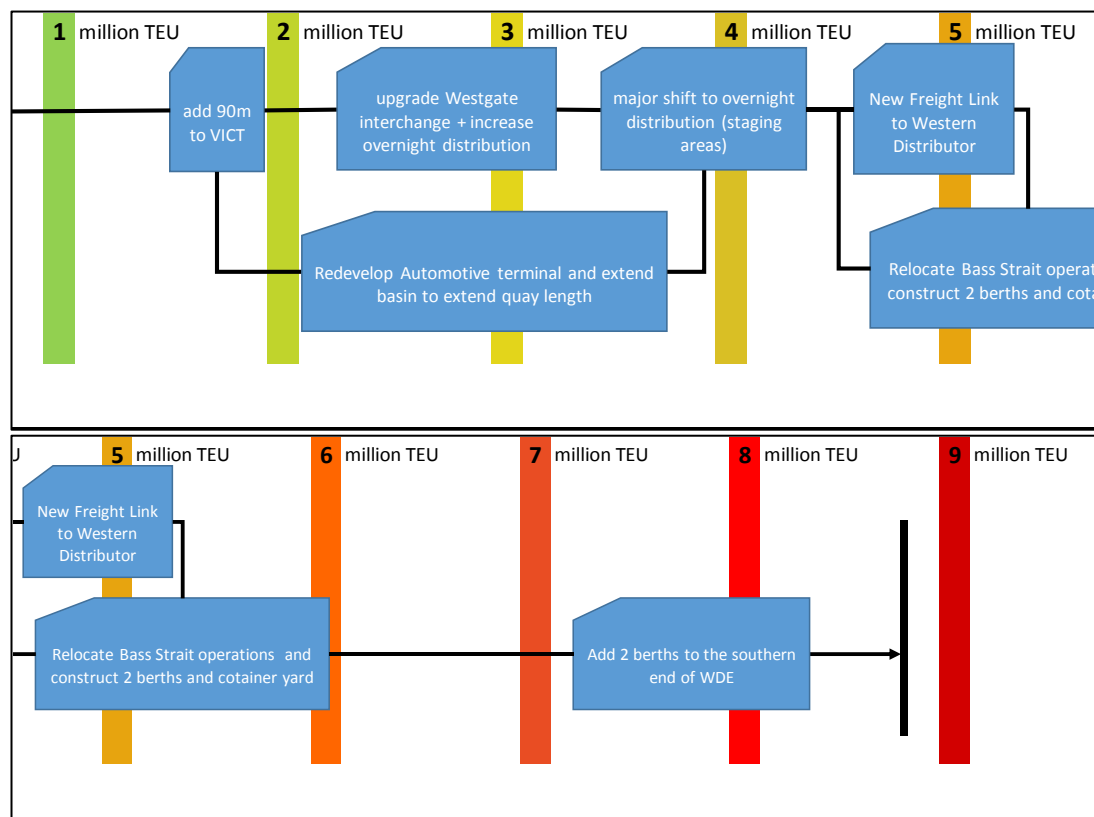 1 million TEU
2 million TEU
3 million TEU
4 million TEU
5 million TEU
add 90m
to VICT
upgrade Westgate
interchange + increase
overnight distribution
major shift to overnight
distribution (staging
areas)
New Freight Link
to Western
Distributor
Redevelop Automotive terminal and extend
basin to extend quay length
Relocate Bass Strait operati
construct 2 berths and cota
U
5 million TEU
6 million TEU
7 million TEU
8 million TEU
9 million TEU
New Freight Link
to Western
Distributor
Relocate Bass Strait operations and
construct 2 berths and cotainer yard
Add 2 berths to the southern
end of WDE